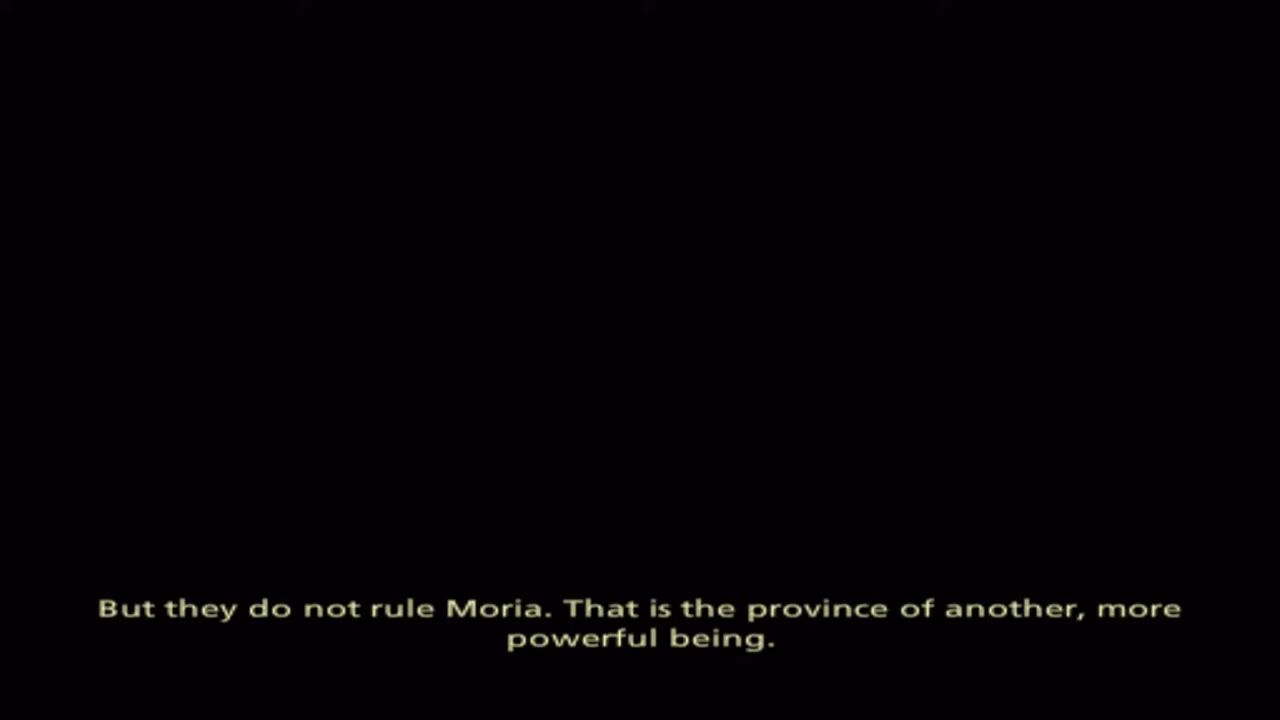 But they do not rule Moria. That is the province of another, more
powerful being.